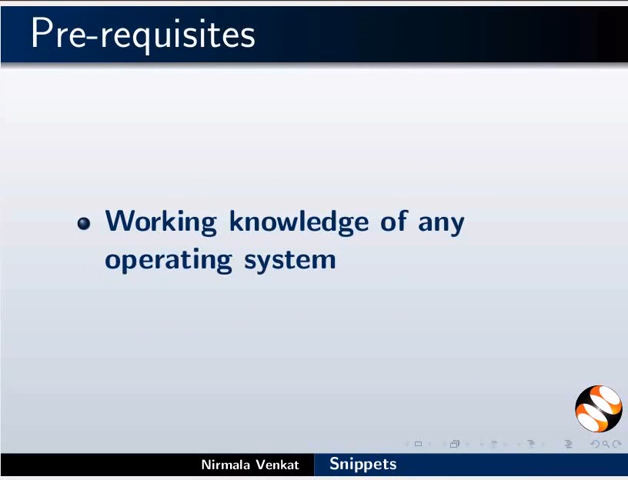 Pre-requisites
Working knowledge of any
operating system
Nirmala Venkat
Snippets